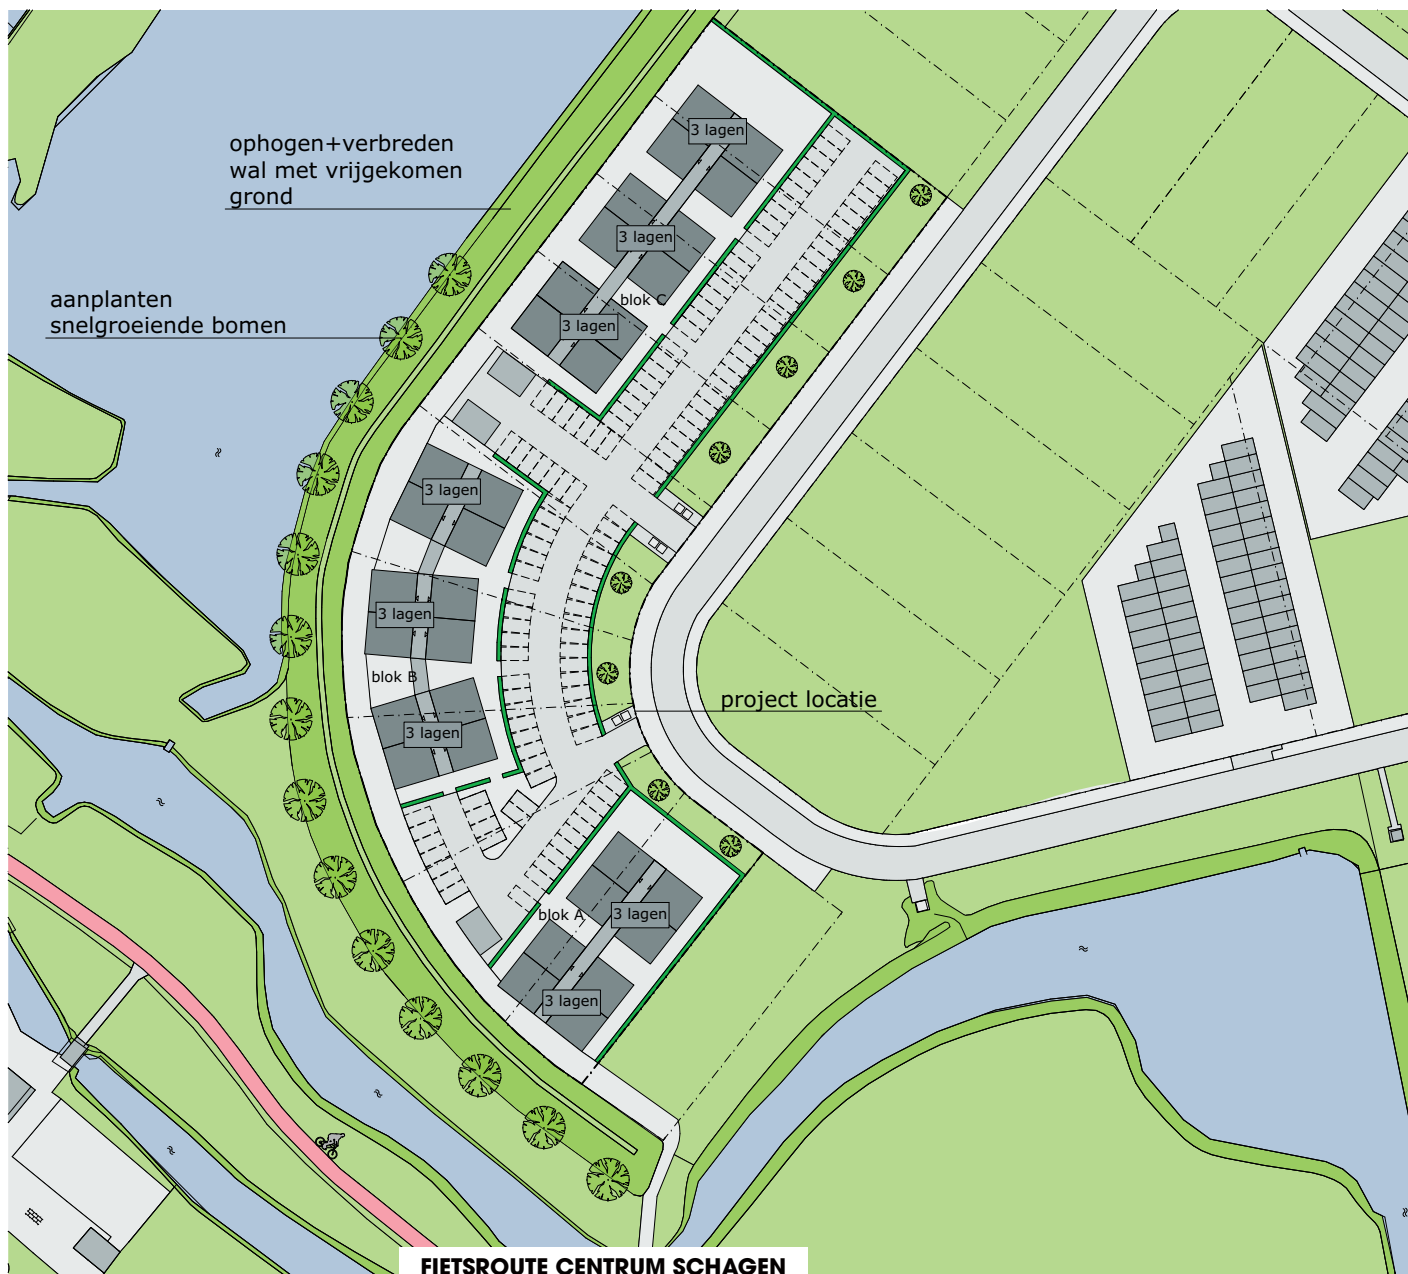 3 lagen
ophogen+verbreden
wal met vrijgekomen
grond
3 lagen
blok C
aanplanten
snelgroeiende bomen
3 lagen
3 lagen
3 lagen
blok B
project locatie
3 lagen
blok A
3 lagen
3 lagen
FIETSROUTE CENTRUM SCHAGEN